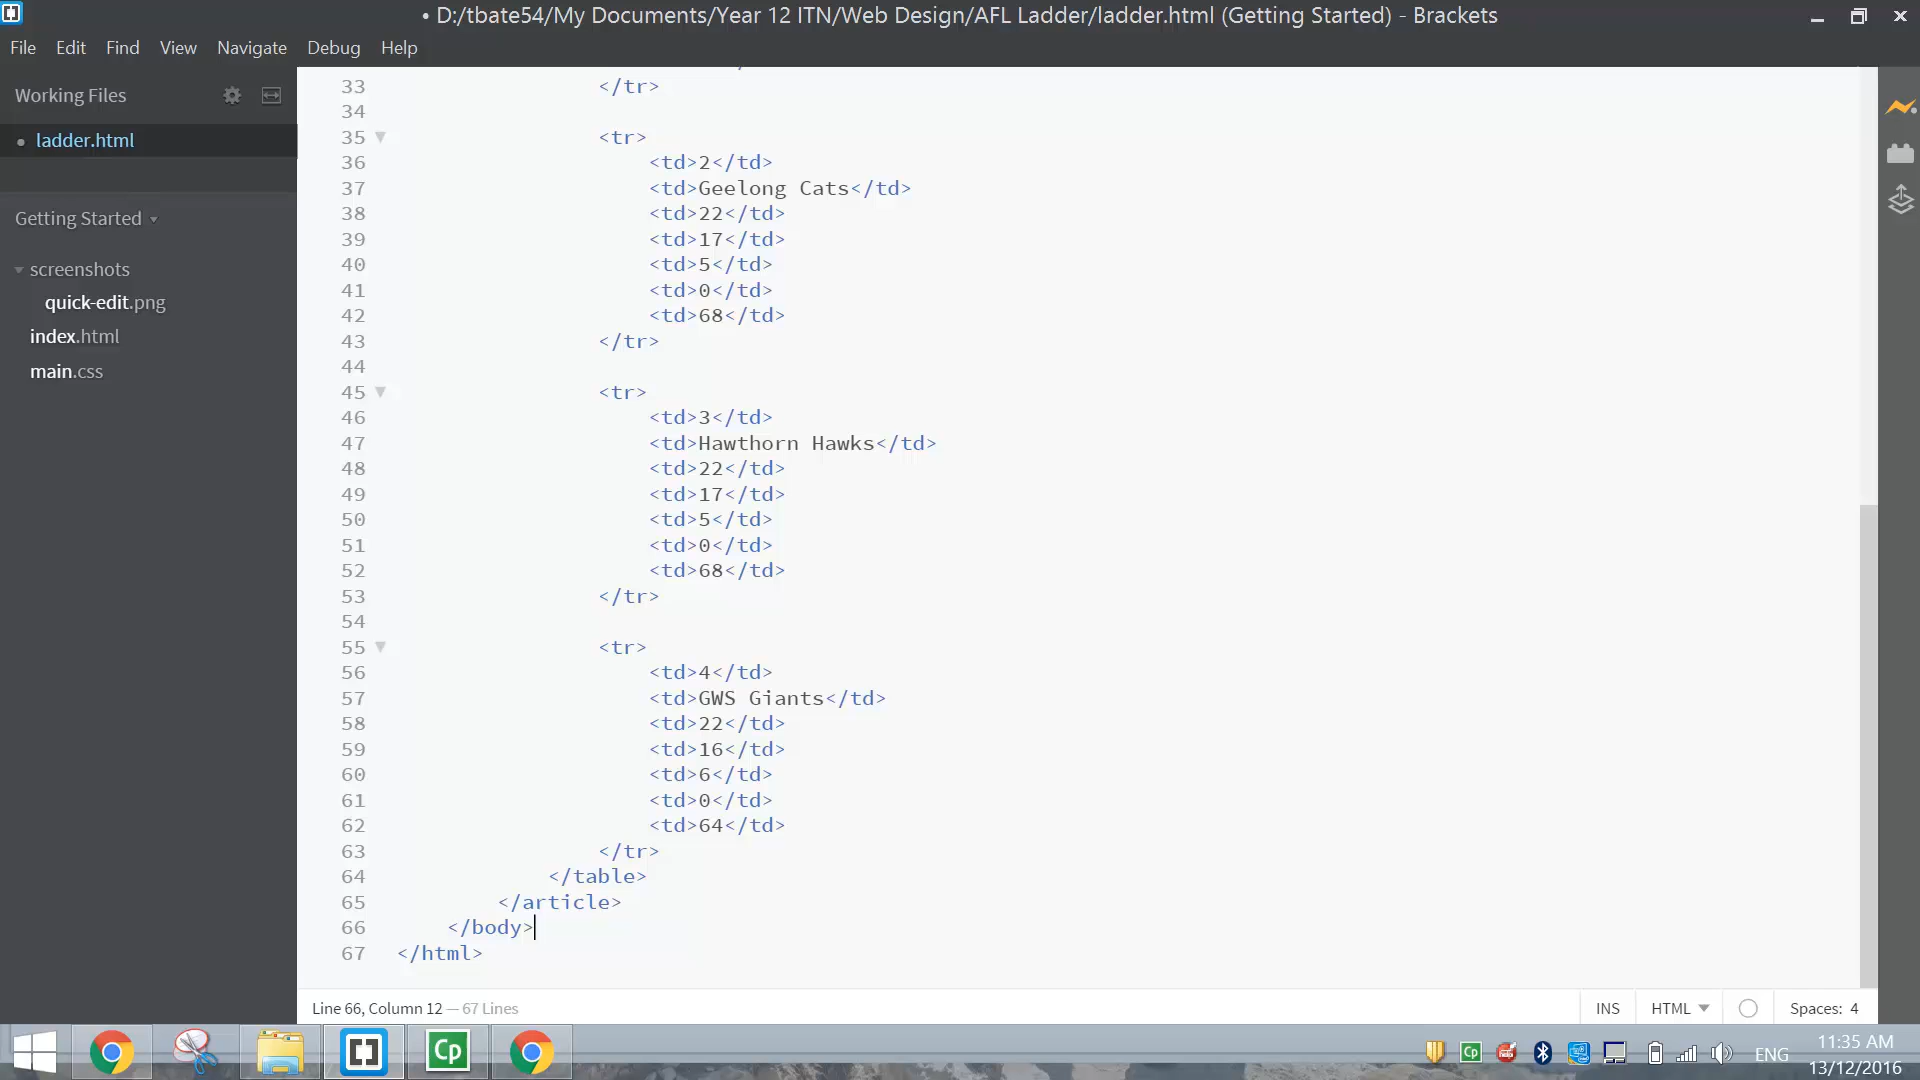 • D:/tbate54/My Documents/Year 12 ITN/Web Design/AFL Ladder/ladder.html (Getting Started) - Brackets
File Edit Find View Navigate Debug Help
Working Files
• ladder.html
Getting Started
screenshots
quick-edit.png
index.html
main.css
33 </tr>
34
35 <tr>
36 <td>2</td>
37 <td>Geelong Cats</td>
38 <td>22</td>
39 <td>17</td>
40 <td>5</td>
41 <td>0</td>
42 <td>68</td>
43 </tr>
44
45 <tr>
46 <td>3</td>
47 <td>Hawthorn Hawks</td>
48 <td>22</td>
49 <td>17</td>
50 <td>5</td>
51 <td>0</td>
52 <td>68</td>
53 </tr>
54
55 <tr>
56 <td>4</td>
57 <td>GWS Giants</td>
58 <td>22</td>
59 <td>16</td>
60 <td>6</td>
61 <td>0</td>
62 <td>64</td>
63 </tr>
64 </table>
65 </article>
66 </body>
67 </html>
Line 66, Column 12 — 67 Lines
INS HTML Spaces: 4
Cp
Cp
ENG
11:35 AM
13/12/2016